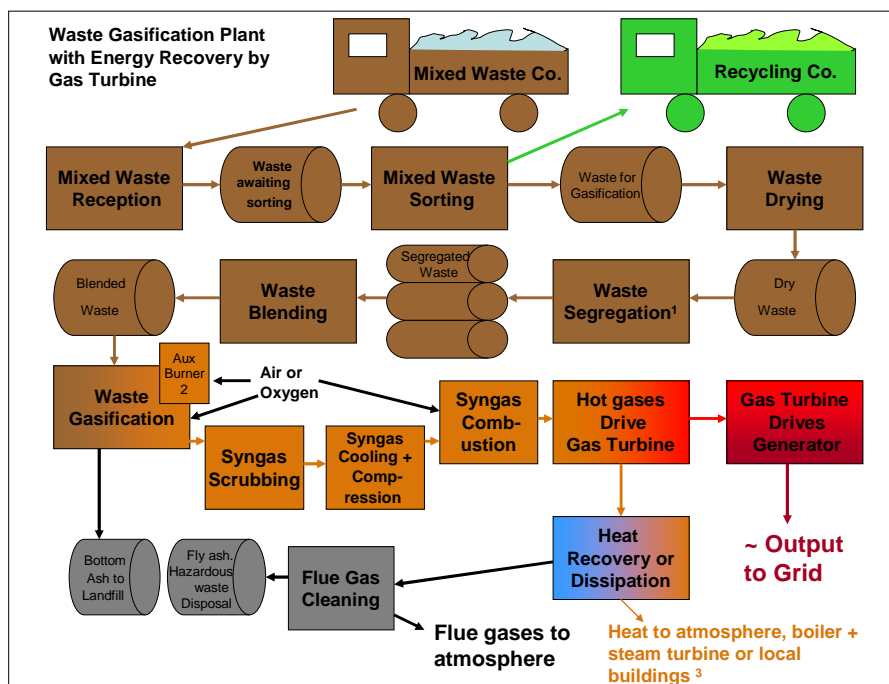 Waste Gasification Plant
with Energy Recovery by
Gas Turbine
Mixed Waste Co.
Recycling Co.
Mixed Waste
Reception
Waste
awaiting
sorting
Mixed Waste
Sorting
Waste for
Gasification
Waste
Drying
Blended
Waste
Waste
Blending
Segregated
Waste
Waste
Segregation¹
Dry
Waste
Waste
Gasification
Aux
Burner
2
Air or
Oxygen
Syngas
Scrubbing
Syngas
Cooling +
Com-
pression
Syngas
Comb-
ustion
Hot gases
Drive
Gas Turbine
Gas Turbine
Drives
Generator
Bottom
Ash to
Landfill
Fly ash.
Hazardous
waste
Disposal
Flue Gas
Cleaning
Heat
Recovery or
Dissipation
~ Output
to Grid
Flue gases to
atmosphere
Heat to atmosphere, boiler +
steam turbine or local
buildings ³